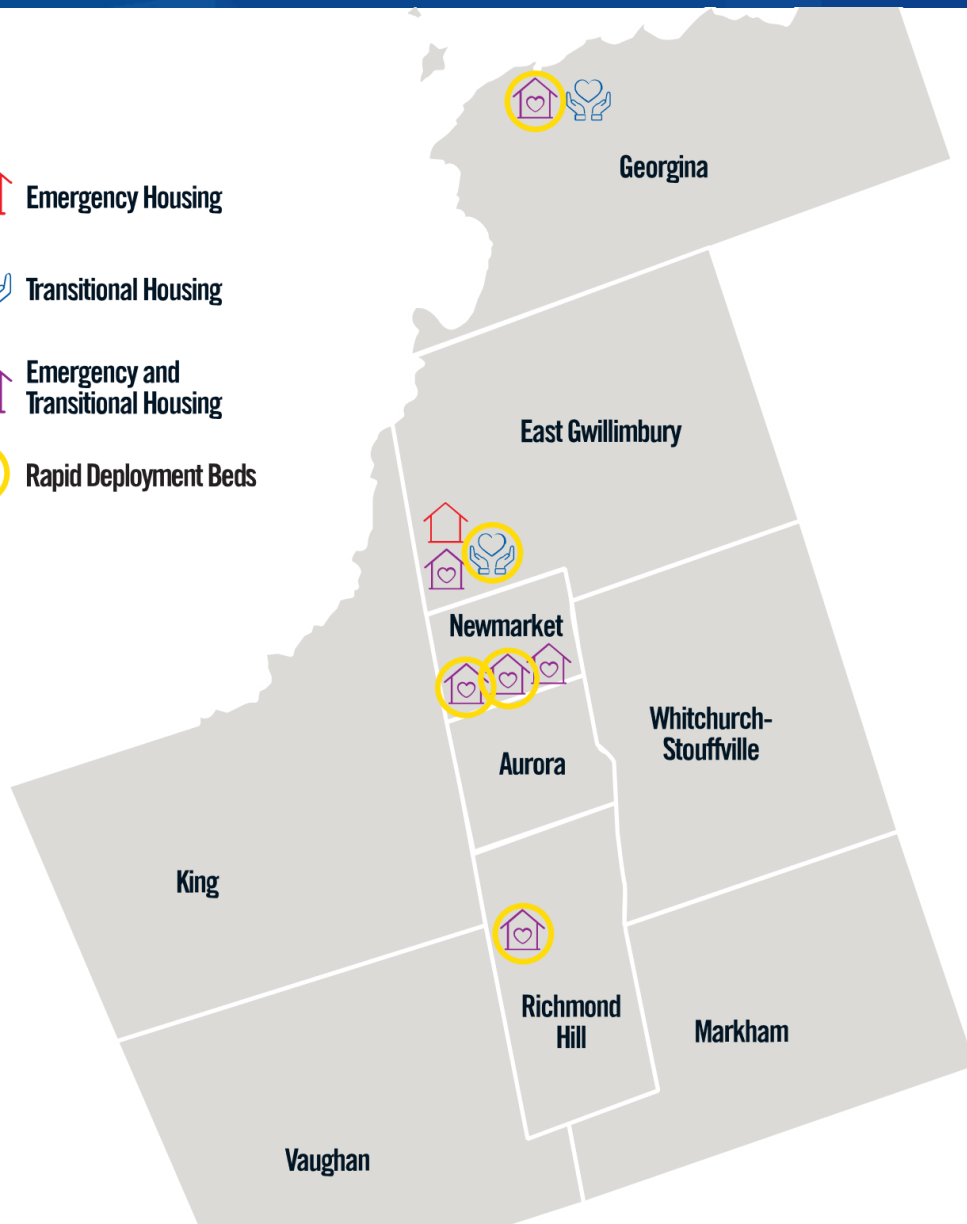 Georgina
Emergency Housing
Transitional Housing
Emergency and
Transitional Housing
East Gwillimbury
Rapid Deployment Beds
Newmarket
Whitchurch-
Stouffville
Aurora
King
Richmond
Hill
Markham
Vaughan